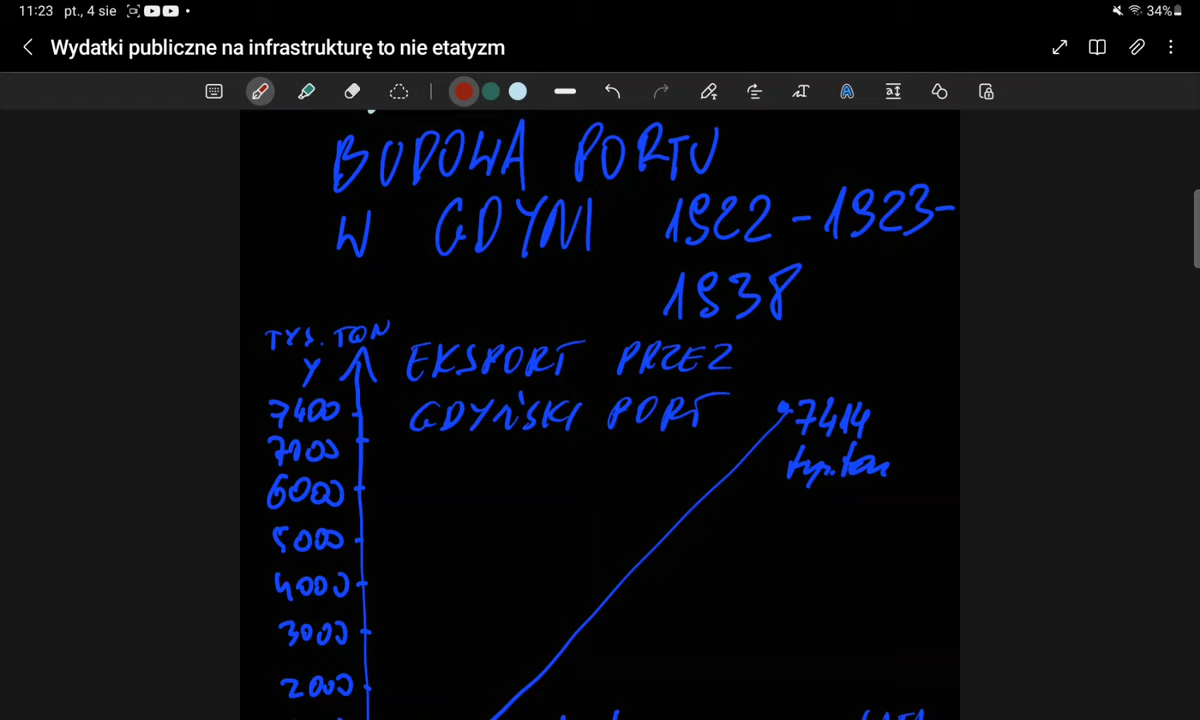 11:23 pt., 4 sie 34%
Wydatki publiczne na infrastrukturę to nie etatyzm
BUDOWA PORTU
W GDYNI 1922-1923-
1938
TYS. TON
Y
EKSPORT PRZEZ
GDYŃSKI PORT
7400
7000
6000
5000
4000
3000
2000
7414
tys. ton
LATA